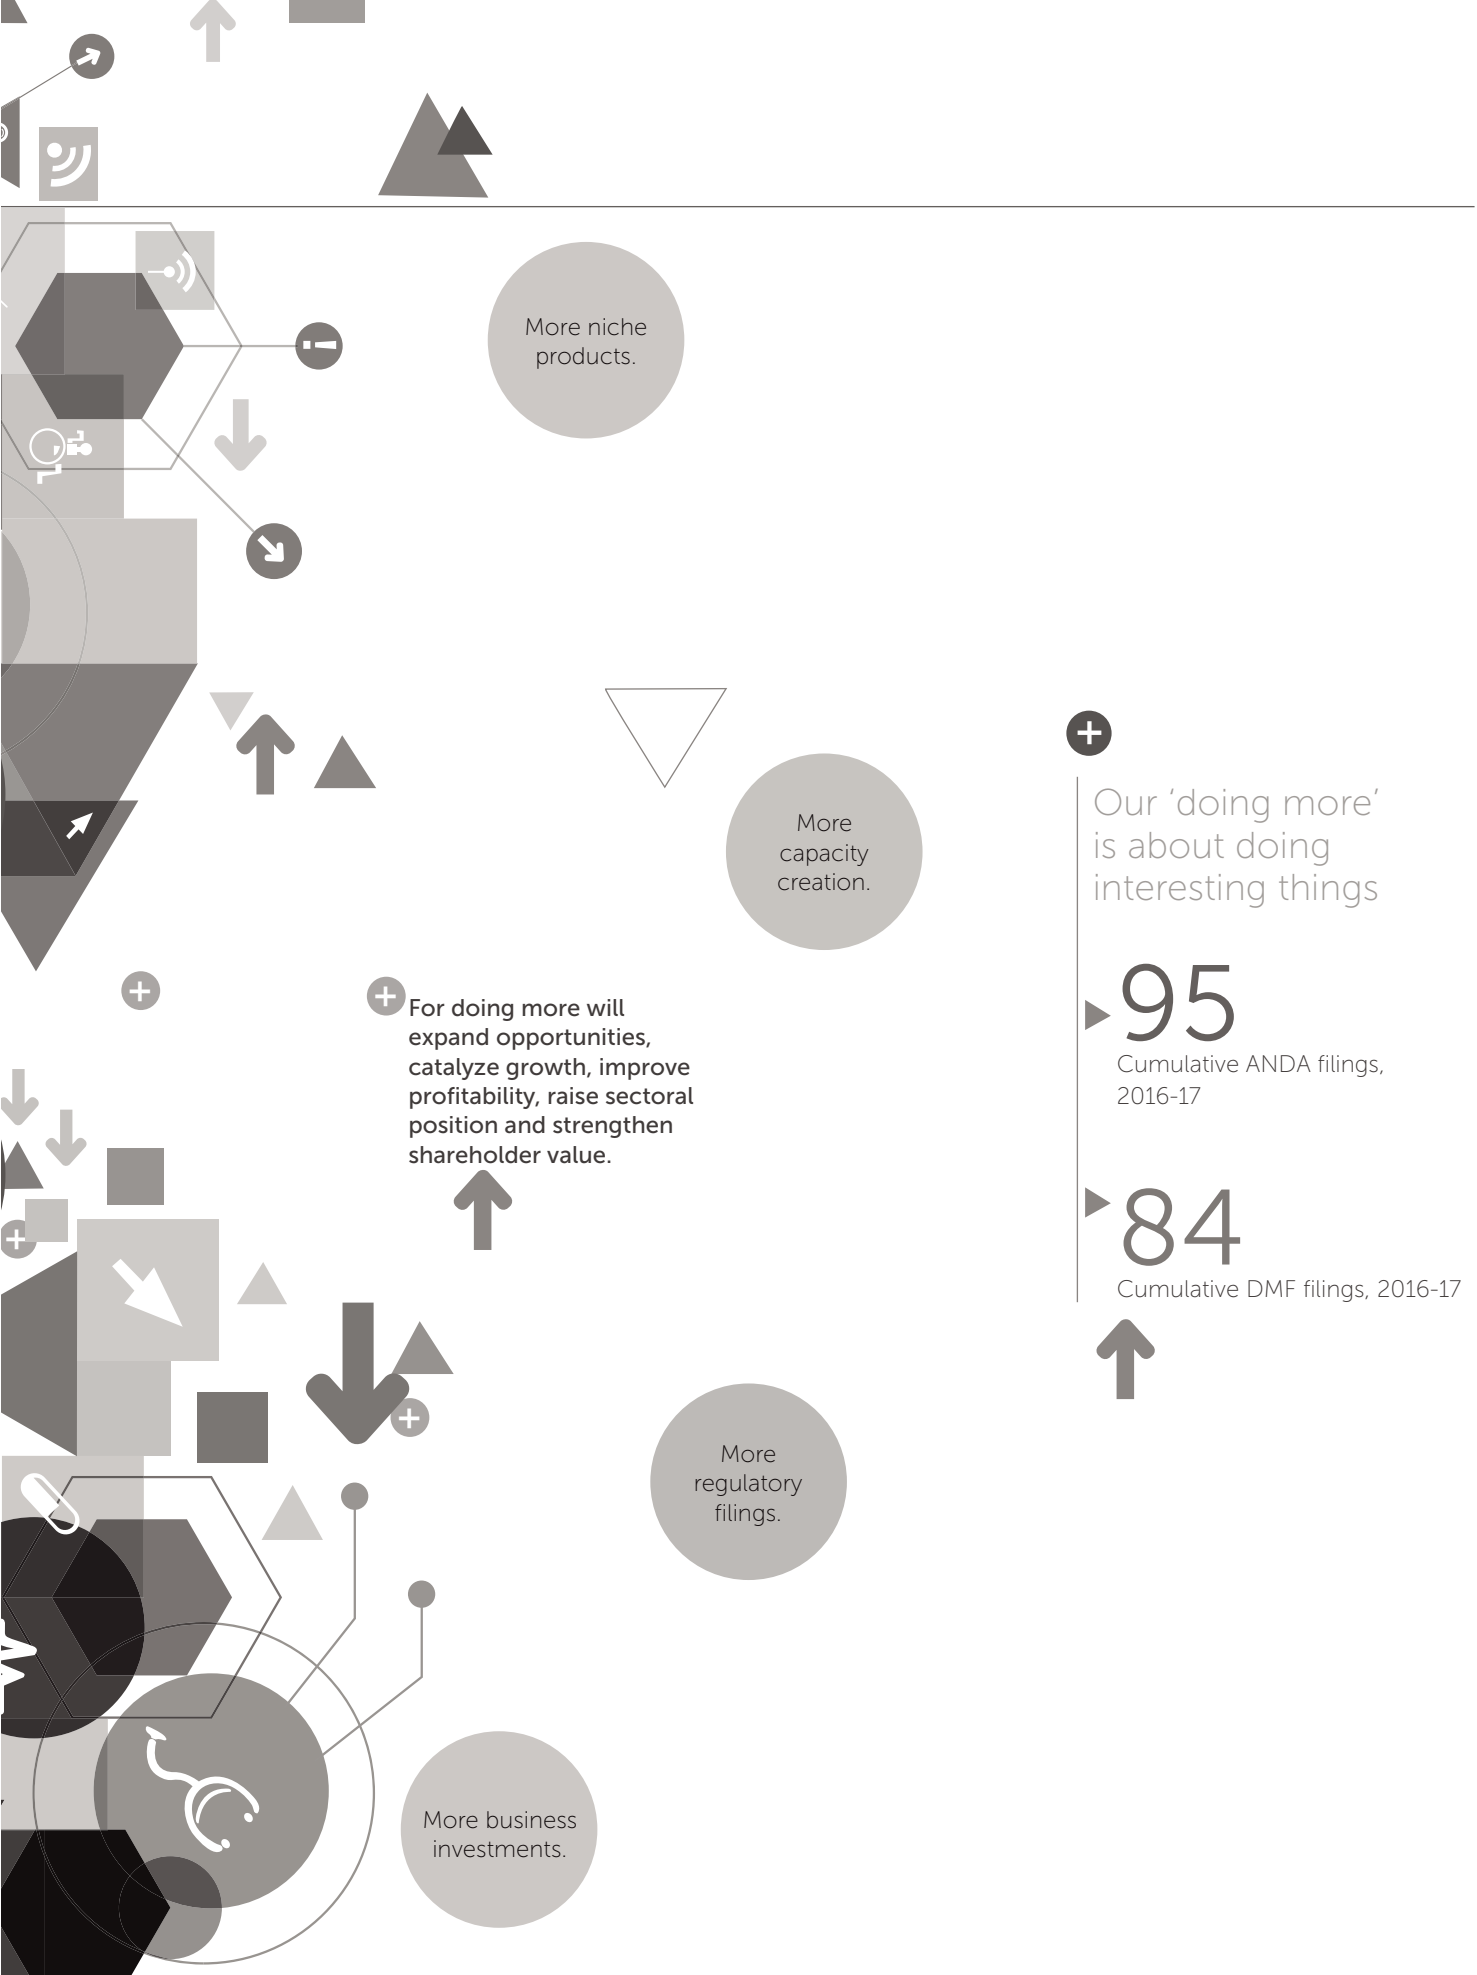 More niche
products.
More
capacity
creation.
Our ‘doing more’
is about doing
interesting things
95
Cumulative ANDA filings,
2016-17
84
Cumulative DMF filings, 2016-17
For doing more will
expand opportunities,
catalyze growth, improve
profitability, raise sectoral
position and strengthen
shareholder value.
More
regulatory
filings.
More business
investments.